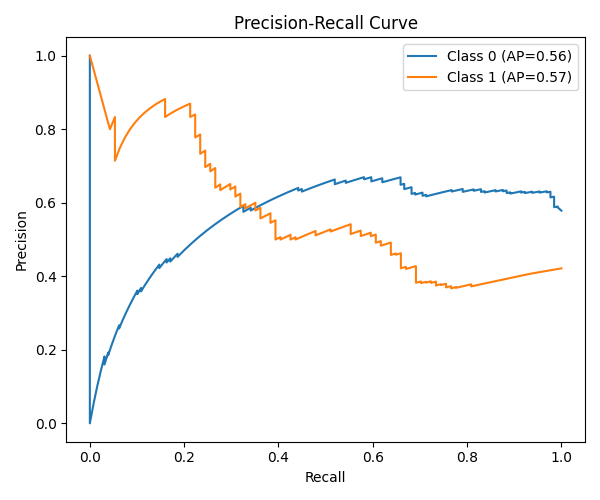 Precision-Recall Curve
Class 0 (AP=0.56)
Class 1 (AP=0.57)
Precision
1.0
0.8
0.6
0.4
0.2
0.0
0.0 0.2 0.4 0.6 0.8 1.0
Recall